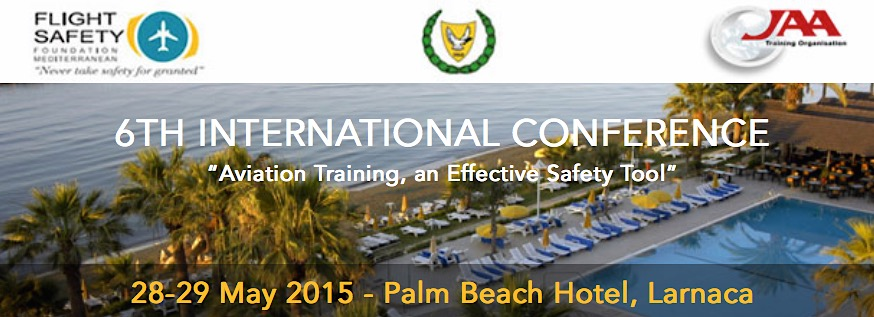 FLIGHT
SAFETY
FOUNDATION
MEDITERRANEAN
"Never take safety for granted"
JAA
Training Organisation
6TH INTERNATIONAL CONFERENCE
"Aviation Training, an Effective Safety Tool"
28-29 May 2015 - Palm Beach Hotel, Larnaca